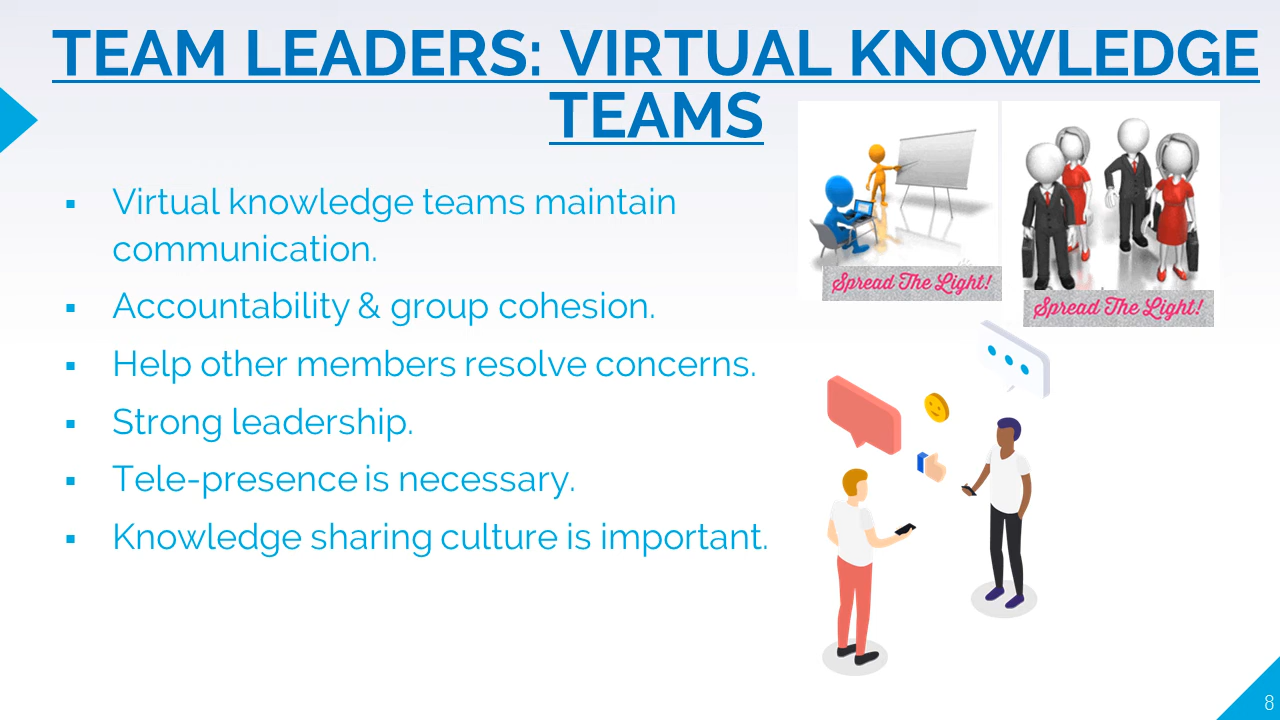 TEAM LEADERS: VIRTUAL KNOWLEDGE
TEAMS
▪ Virtual knowledge teams maintain
communication.
▪ Accountability & group cohesion.
▪ Help other members resolve concerns.
▪ Strong leadership.
▪ Tele-presence is necessary.
▪ Knowledge sharing culture is important.
Spread The Light!
Spread The Light!
8